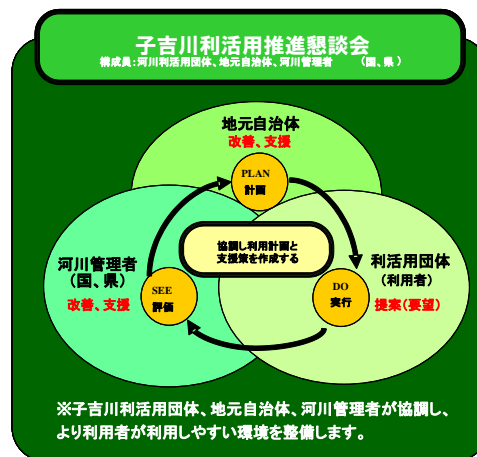 子吉川利活用推進懇談会
構成員:河川利用団体、地元自治体、河川管理者　　（国、県）
地元自治体
改善、支援
PLAN
計画
協調し利用計画と
支援策を作成する
河川管理者
（国、県）
改善、支援
SEE
評価
利活用団体
（利用者）
提案（要望）
DO
実行
※子吉川利活用団体、地元自治体、河川管理者が協調し、
より利用者が利用しやすい環境を整備します。